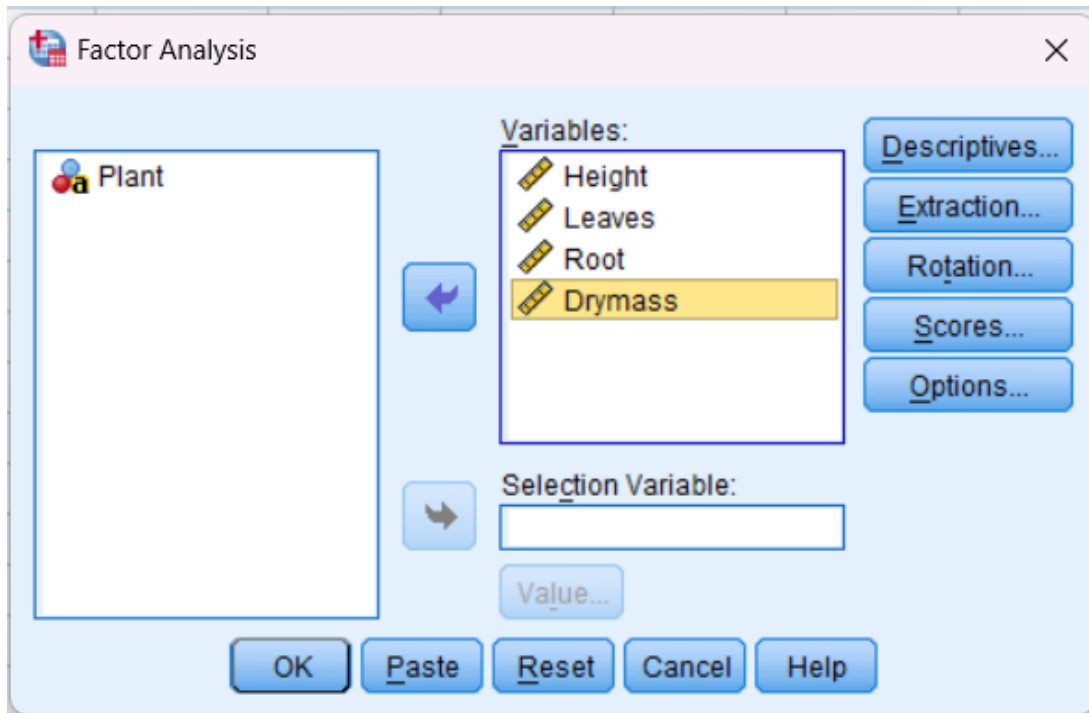 Factor Analysis
Plant
Variables:
Height
Leaves
Root
Drymass
Selection Variable:
Value...
Descriptives...
Extraction...
Rotation...
Scores...
Options...
OK Paste Reset Cancel Help